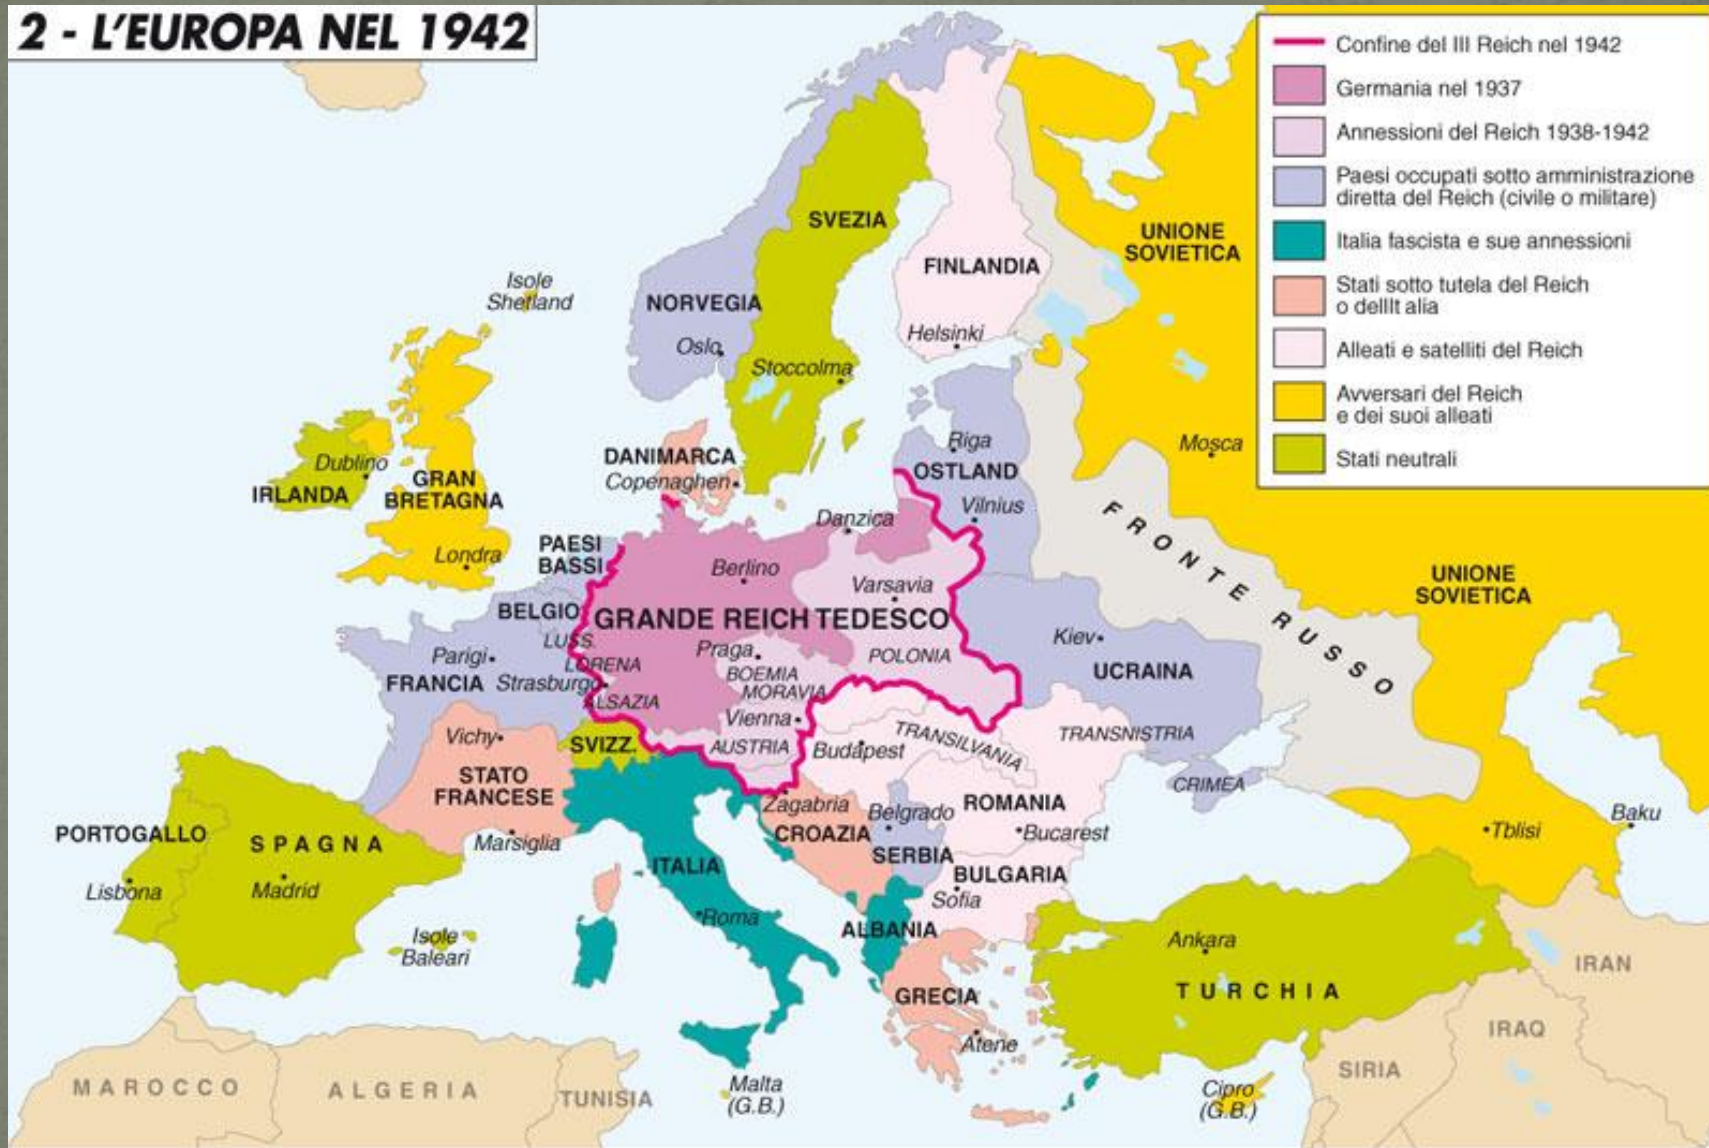 2 - L'EUROPA NEL 1942
Confine del III Reich nel 1942
Germania nel 1937
Annessioni del Reich 1938-1942
Paesi occupati sotto amministrazione
diretta del Reich (civile o militare)
Italia fascista e sue annessioni
Stati sotto tutela del Reich
o dellIt alia
Alleati e satelliti del Reich
Avversari del Reich
e dei suoi alleati
Stati neutrali
SVEZIA
UNIONE
SOVIETICA
FINLANDIA
Isole
Shetland
NORVEGIA
Oslo
Helsinki
Stoccolma
Riga
Mosca
DANIMARCA
Copenaghen
OSTLAND
Dublino
IRLANDA
GRAN
BRETAGNA
Vilnius
Danzica
FRONTE RUSSO
Londra
PAESI
BASSI
Berlino
Varsavia
UNIONE
SOVIETICA
BELGIO
GRANDE REICH TEDESCO
LUSS.
Kiev
Parigi
LORENA
Praga
POLONIA
FRANCIA
Strasburgo
BOEMIA
MORAVIA
UCRAINA
ALSAZIA
Vienna
Vichy
SVIZZ.
AUSTRIA
Budapest
TRANSILVANIA
TRANSNISTRIA
STATO
FRANCESE
CRIMEA
Zagabria
Belgrado
ROMANIA
Baku
PORTOGALLO
SPAGNA
Marsiglia
CROAZIA
Bucarest
Tblisi
ITALIA
SERBIA
BULGARIA
Lisbona
Madrid
Sofia
Roma
ALBANIA
Isole
Baleari
Ankara
IRAN
GRECIA
TURCHIA
Atene
IRAQ
MAROCCO
ALGERIA
TUNISIA
Malta
(G.B.)
Cipro
(G.B.)
SIRIA